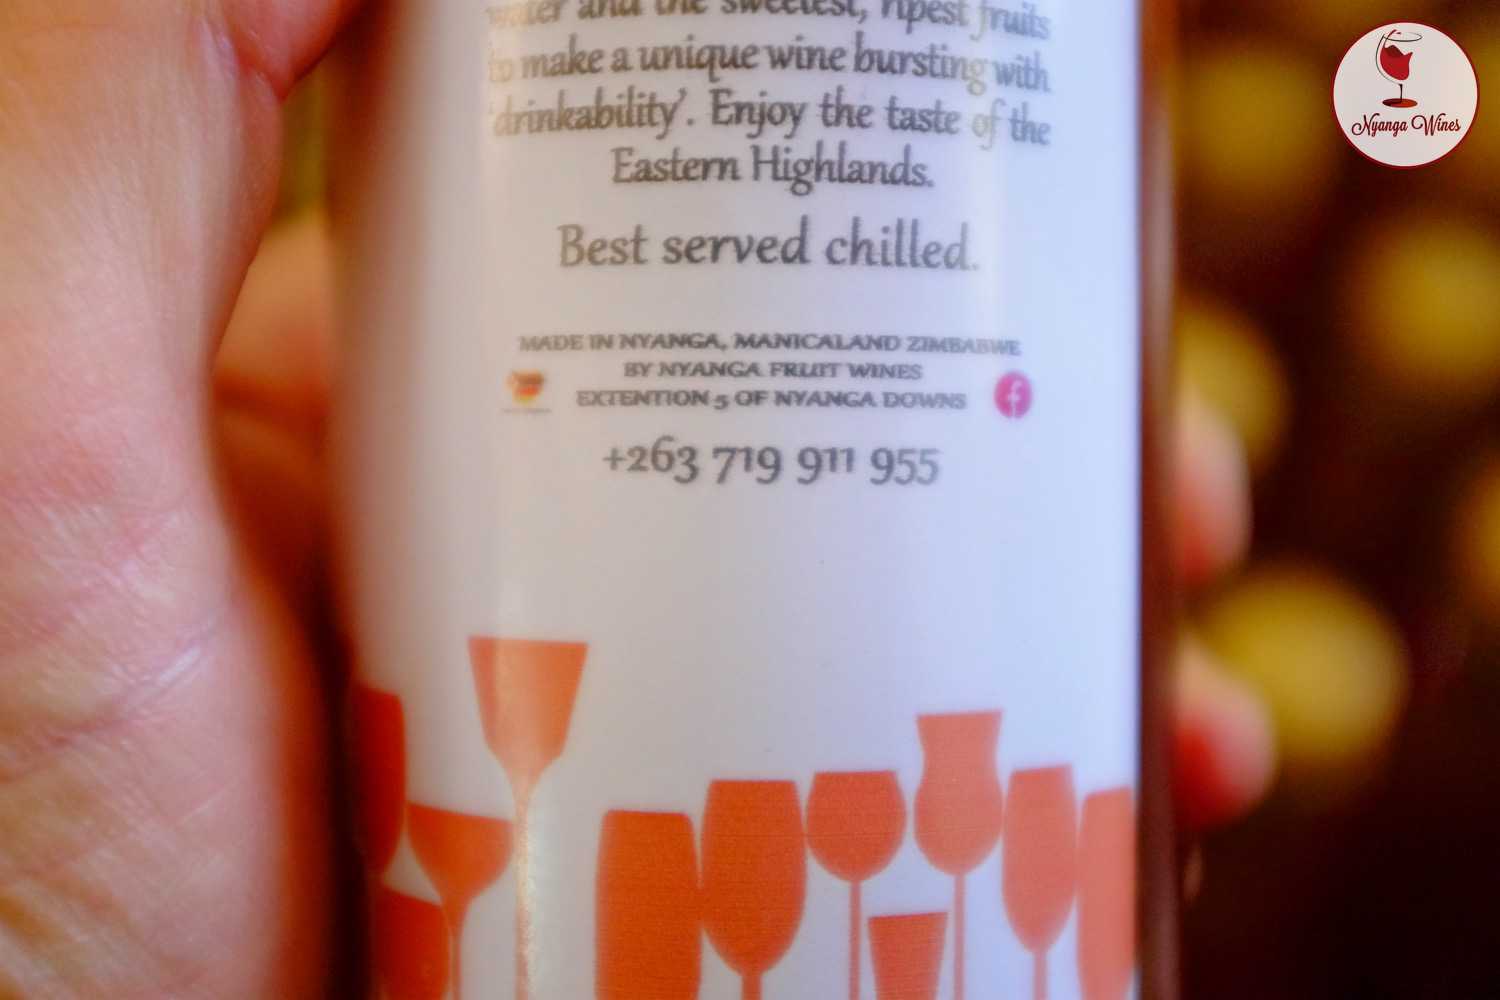 water and the sweetest, ripest fruits
to make a unique wine bursting with
'drinkability'. Enjoy the taste of the
Eastern Highlands.
Best served chilled.
MADE IN NYANGA, MANICALAND ZIMBABWE
BY NYANGA FRUIT WINES
EXTENTION 5 OF NYANGA DOWNS
f
+263 719 911 955
Nyanga Wines